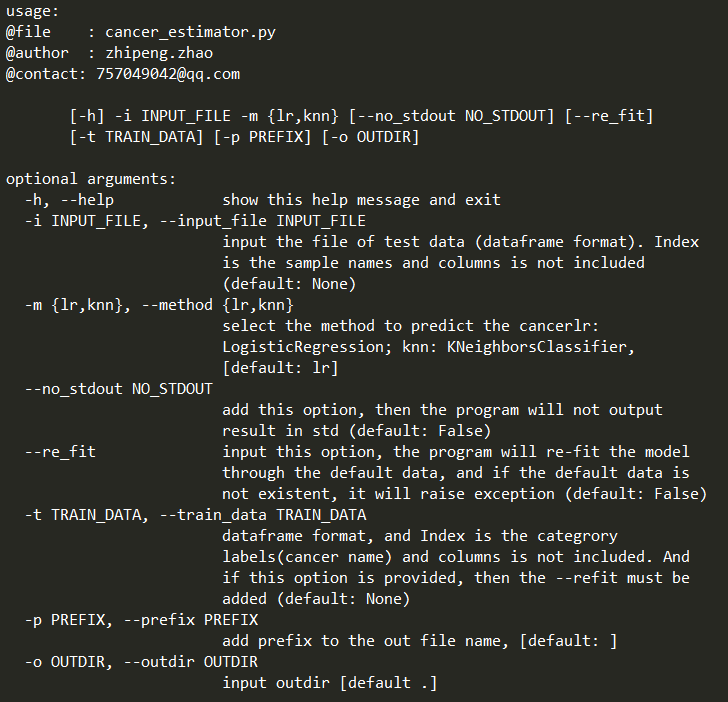 usage:
@file    : cancer_estimator.py
@author  : zhipeng.zhao
@contact: 757049042@qq.com
[-h] -i INPUT_FILE -m {lr,knn} [--no_stdout NO_STDOUT] [--re_fit]
[-t TRAIN_DATA] [-p PREFIX] [-o OUTDIR]
optional arguments:
-h, --help            show this help message and exit
-i INPUT_FILE, --input_file INPUT_FILE
input the file of test data (dataframe format). Index
is the sample names and columns is not included
(default: None)
-m {lr,knn}, --method {lr,knn}
select the method to predict the cancerlr:
LogisticRegression; knn: KNeighborsClassifier,
[default: lr]
--no_stdout NO_STDOUT
add this option, then the program will not output
result in std (default: False)
--re_fit              input this option, the program will re-fit the model
through the default data, and if the default data is
not existent, it will raise exception (default: False)
-t TRAIN_DATA, --train_data TRAIN_DATA
dataframe format, and Index is the categrory
labels(cancer name) and columns is not included. And
if this option is provided, then the --refit must be
added (default: None)
-p PREFIX, --prefix PREFIX
add prefix to the out file name, [default: ]
-o OUTDIR, --outdir OUTDIR
input outdir [default .]